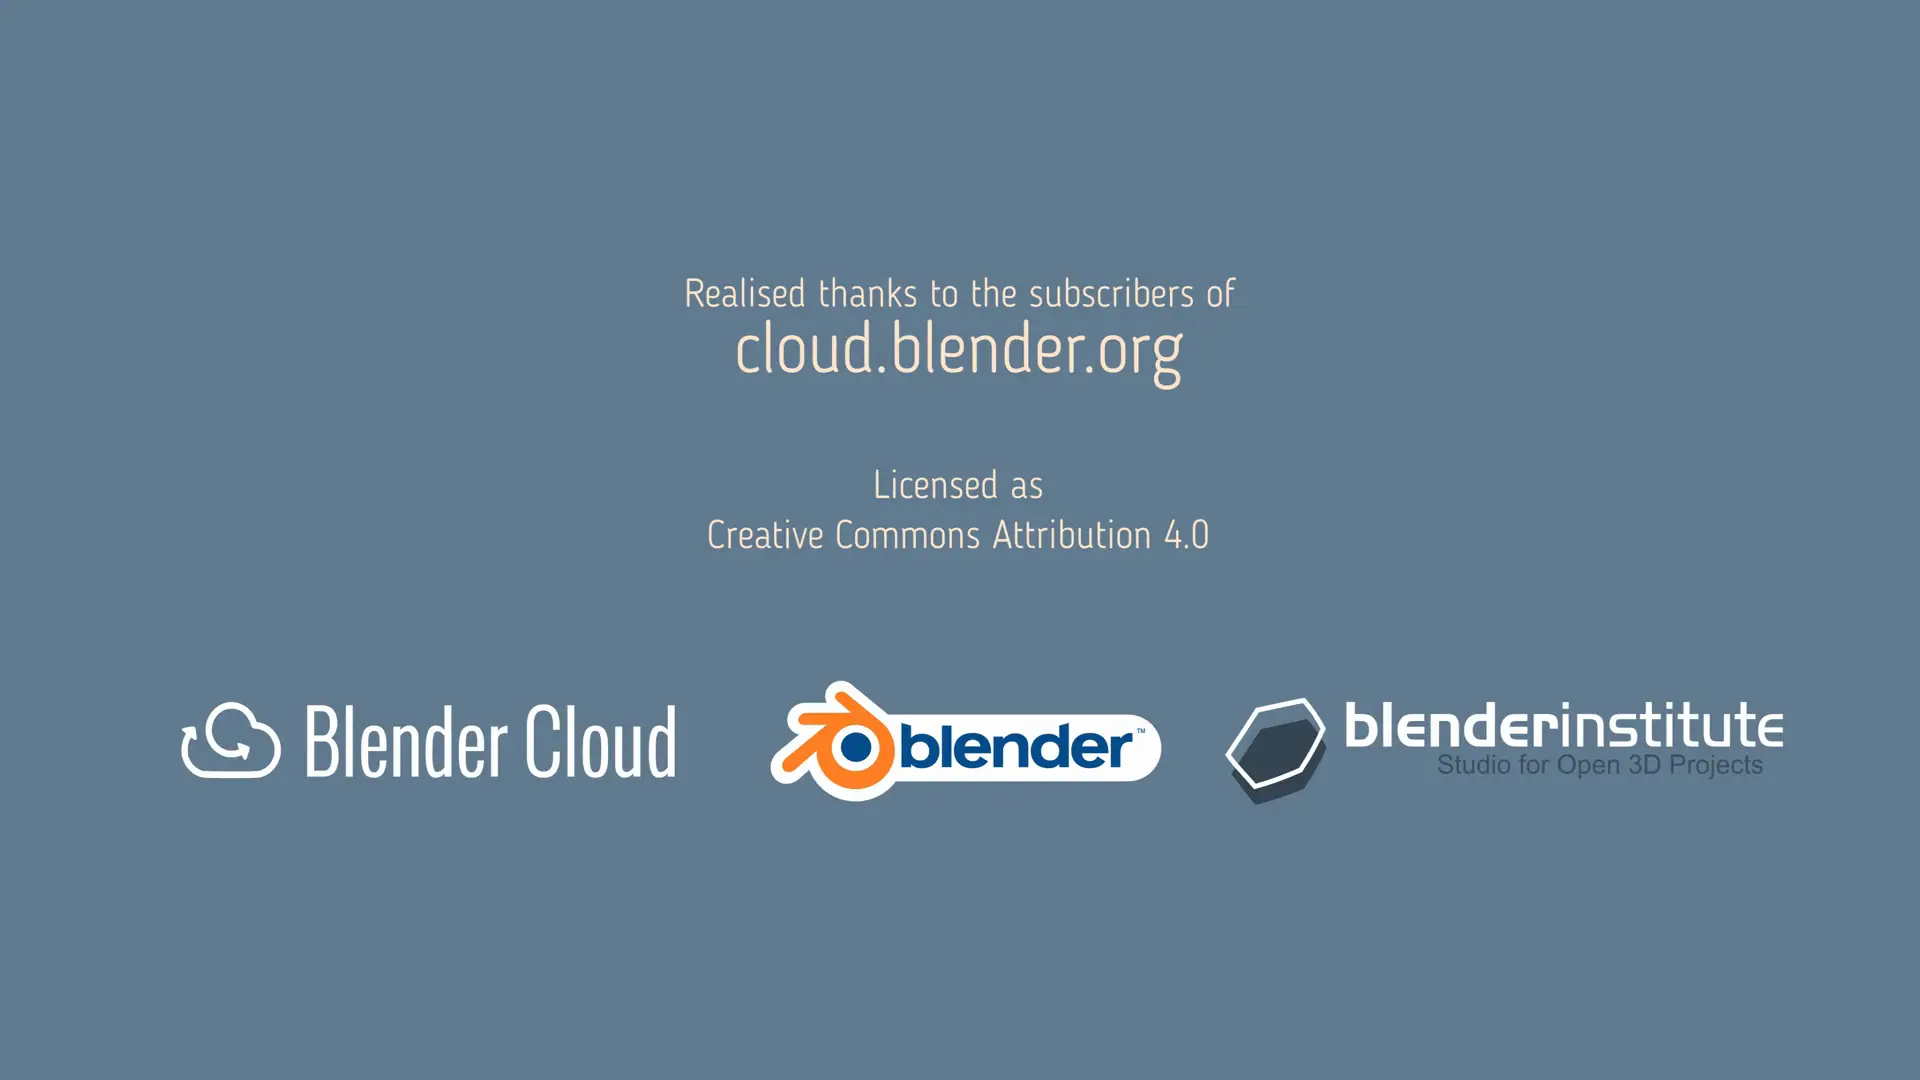 Realised thanks to the subscribers of
cloud.blender.org
Licensed as
Creative Commons Attribution 4.0
Blender Cloud
blender™
blenderinstitute
Studio for Open 3D Projects